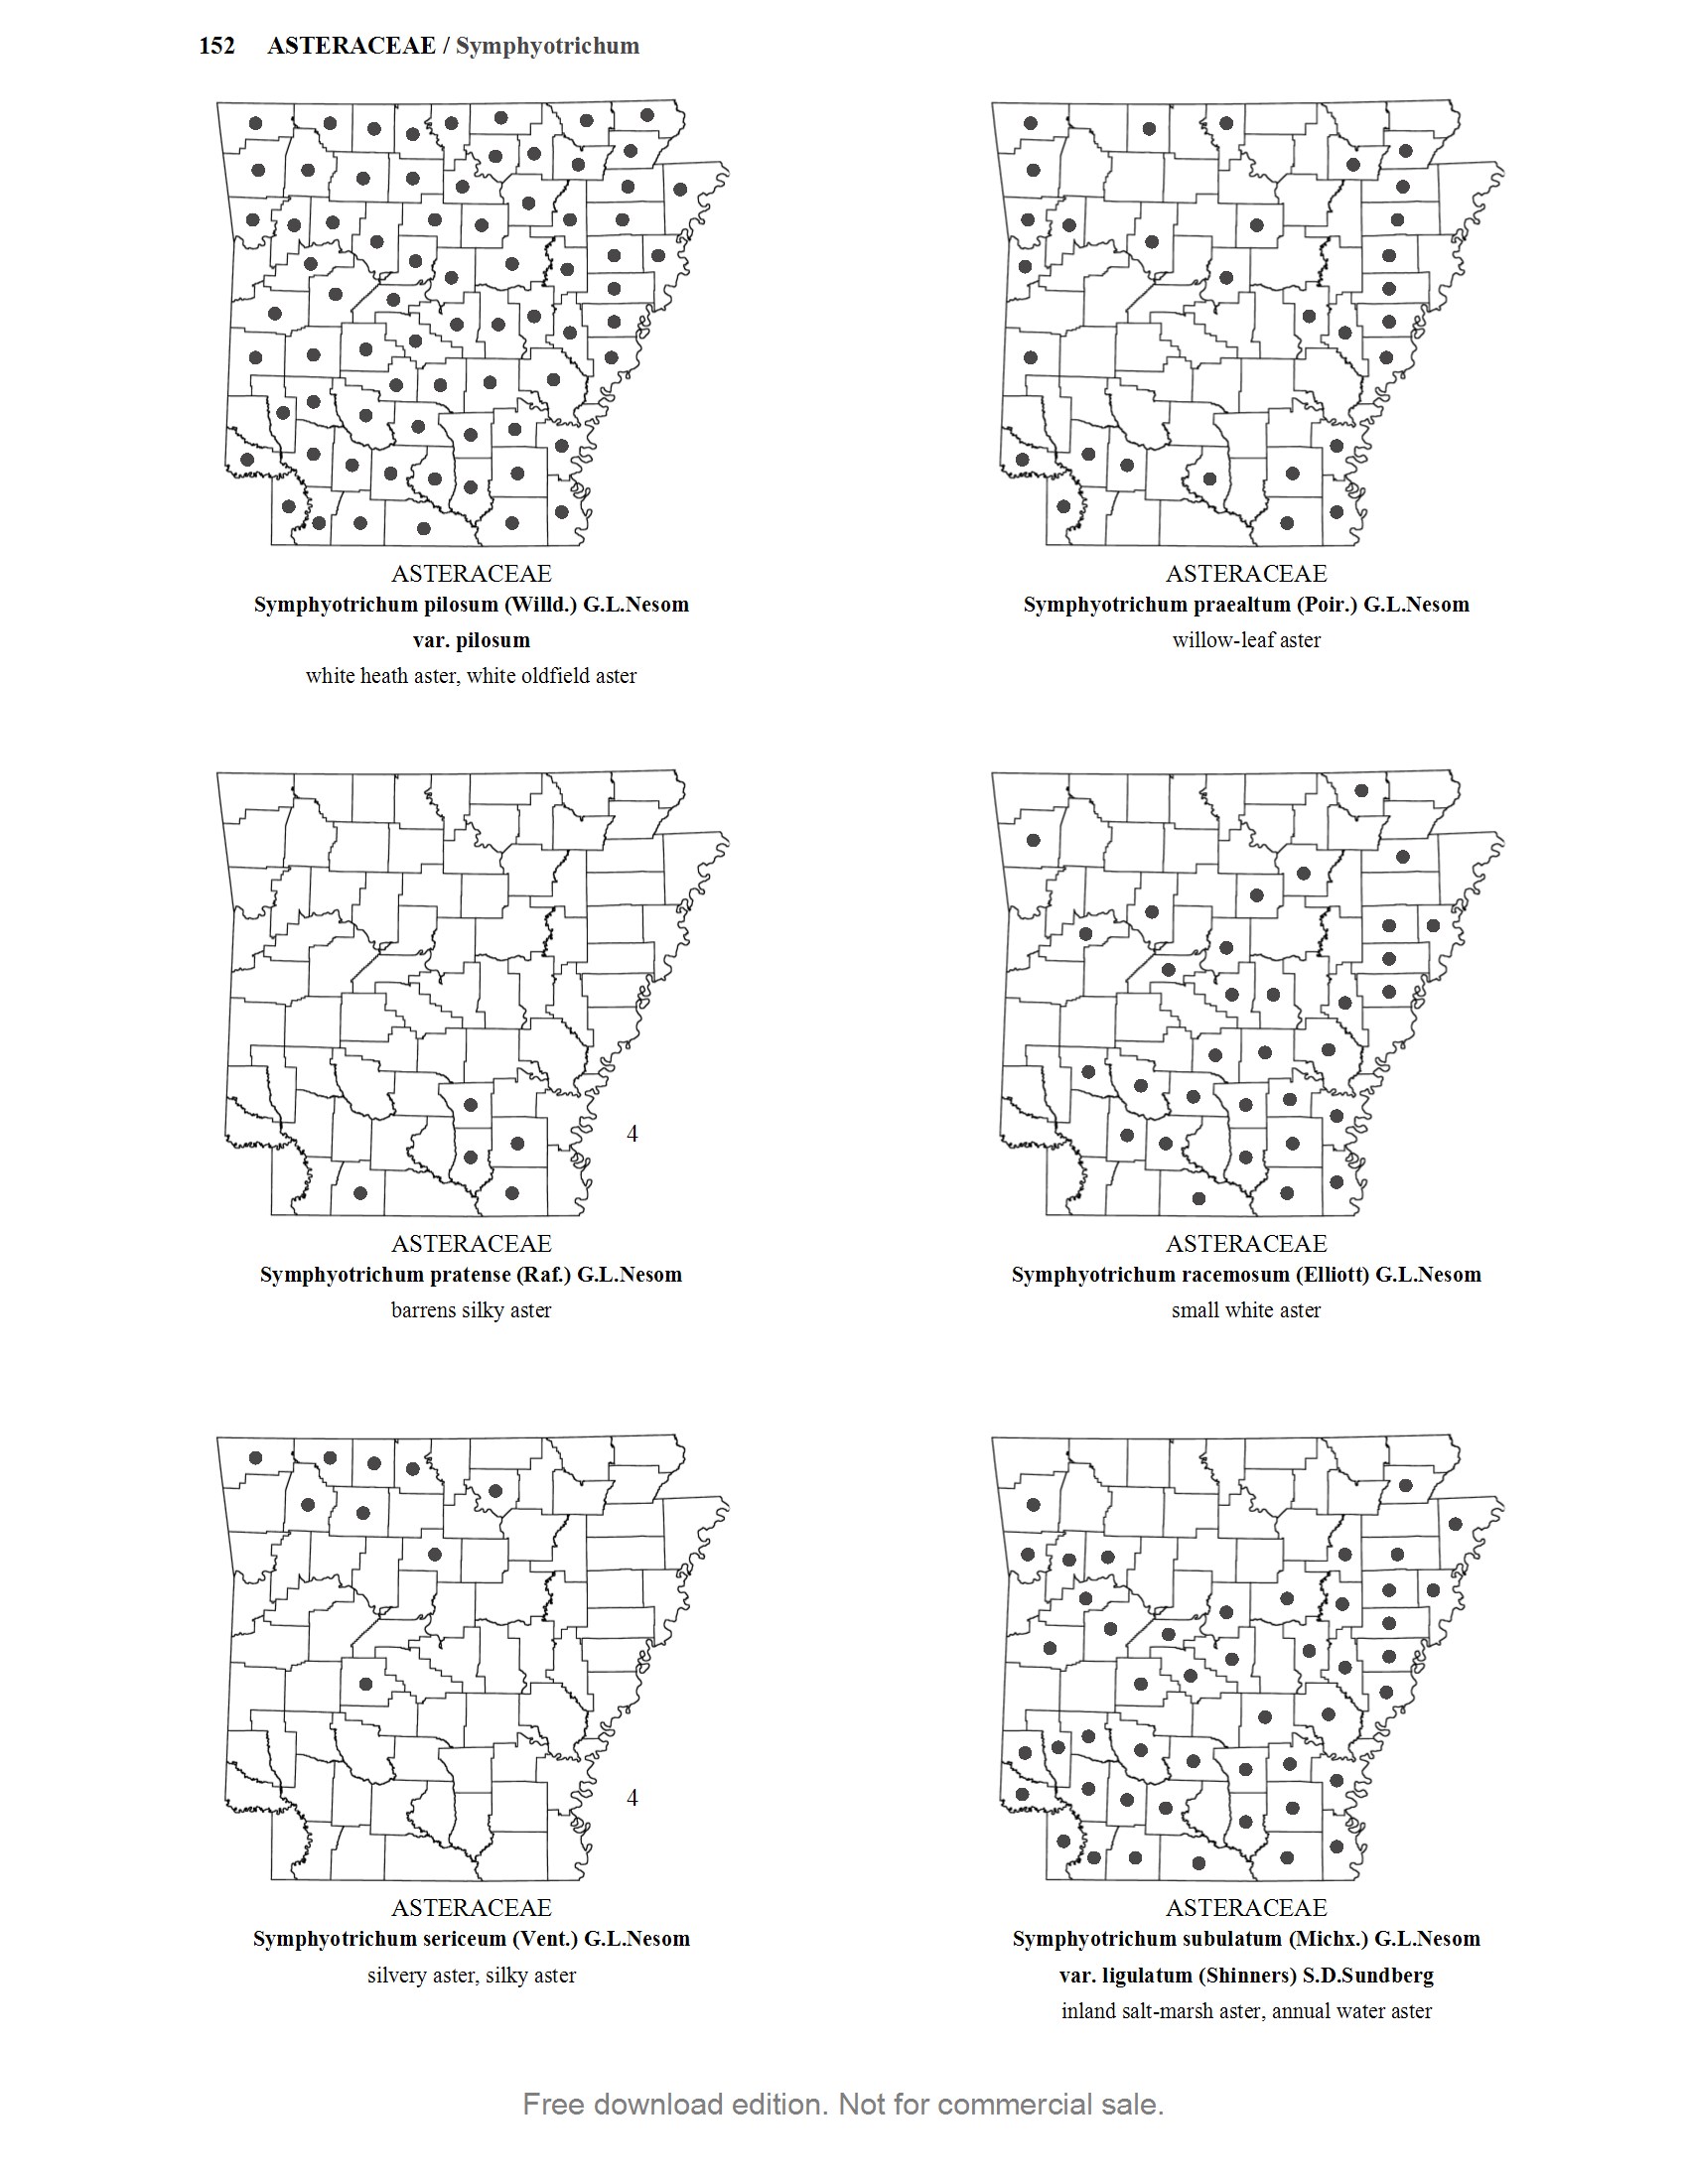 152 ASTERACEAE / Symphyotrichum
ASTERACEAE
Symphyotrichum pilosum (Willd.) G.L.Nesom
var. pilosum
white heath aster, white oldfield aster
ASTERACEAE
Symphyotrichum praealtum (Poir.) G.L.Nesom
willow-leaf aster
4
ASTERACEAE
Symphyotrichum pratense (Raf.) G.L.Nesom
barrens silky aster
ASTERACEAE
Symphyotrichum racemosum (Elliott) G.L.Nesom
small white aster
4
ASTERACEAE
Symphyotrichum sericeum (Vent.) G.L.Nesom
silvery aster, silky aster
ASTERACEAE
Symphyotrichum subulatum (Michx.) G.L.Nesom
var. ligulatum (Shinners) S.D.Sundberg
inland salt-marsh aster, annual water aster
Free download edition. Not for commercial sale.